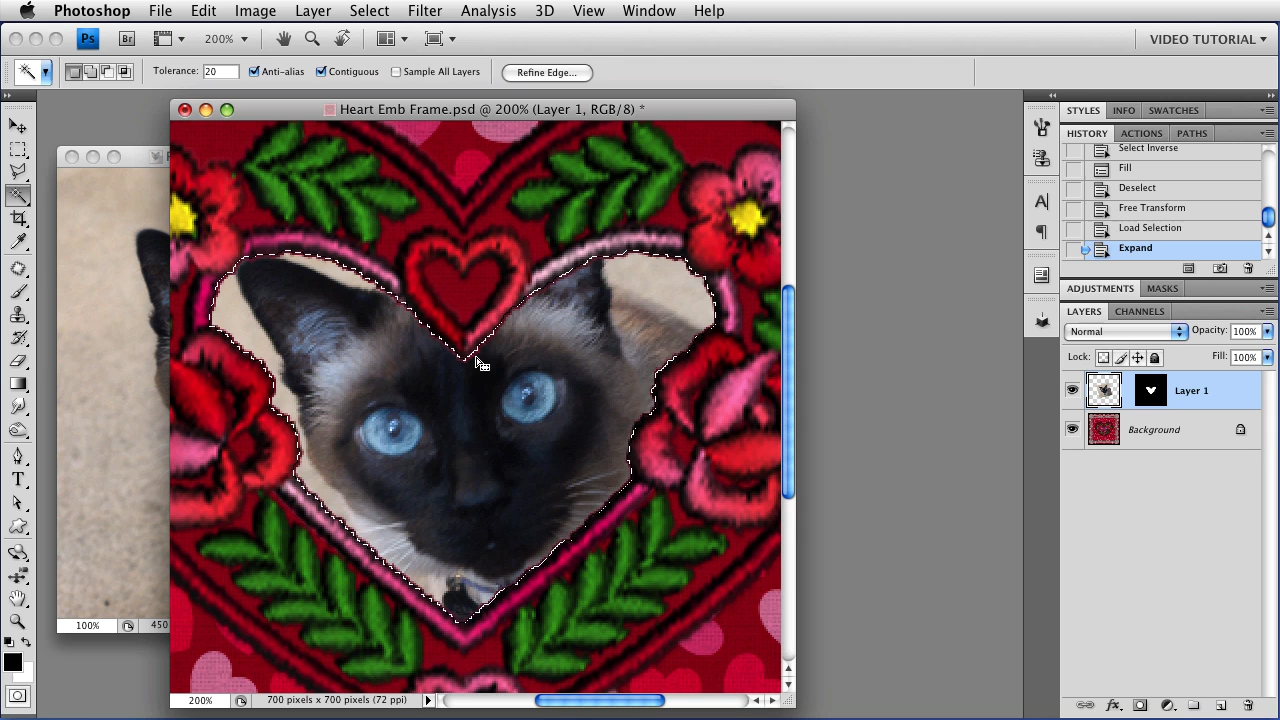 Photoshop File Edit Image Layer Select Filter Analysis 3D View Window Help
Ps Br 200% VIDEO TUTORIAL
Tolerance: 20 Anti-alias Contiguous Sample All Layers Refine Edge...
Heart Emb Frame.psd @ 200% (Layer 1, RGB/8) *
STYLES INFO SWATCHES
HISTORY ACTIONS PATHS
Select Inverse
Fill
Deselect
Free Transform
Load Selection
Expand
ADJUSTMENTS MASKS
LAYERS CHANNELS
Normal Opacity: 100%
Lock: Fill: 100%
Layer 1
Background
100% 450
200% 700 pixels x 700 pixels (72 ppi)